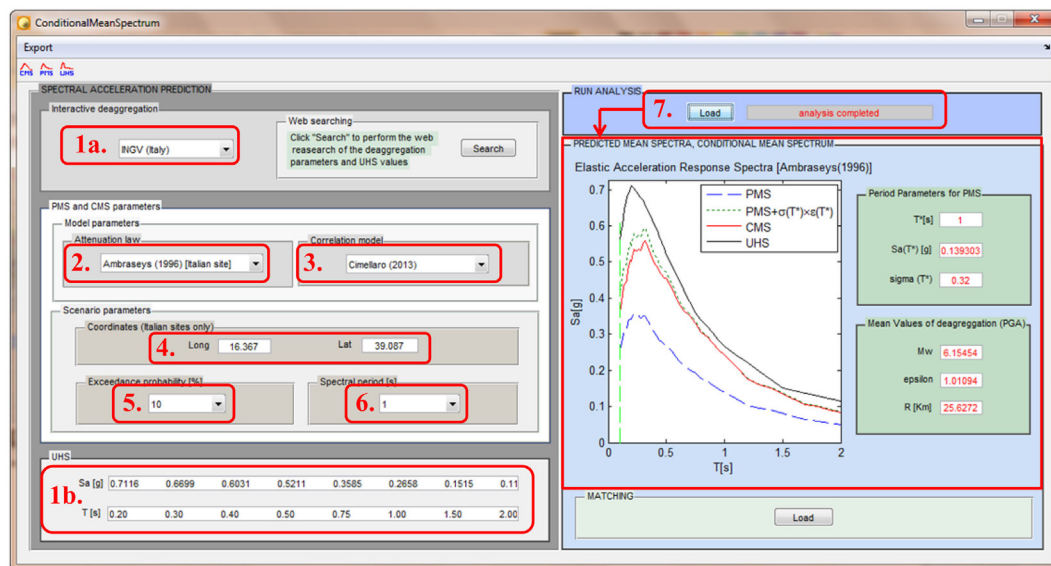 ConditionalMeanSpectrum
Export
CMS PMS UHS
SPECTRAL ACCELERATION PREDICTION
Interactive deaggregation
1a.
INGV (Italy)
Web searching
Click "Search" to perform the web
reasearch of the deaggregation
parameters and UHS values
Search
PMS and CMS parameters
Model parameters
Attenuation law
2.
Ambraseys (1996) [Italian site]
Correlation model
3.
Cimellaro (2013)
Scenario parameters
Coordinates (Italian sites only)
4.
Long 16.367 Lat 39.087
Exceedance probability [%]
5.
10
Spectral period [s]
6.
1
UHS
1b.
Sa [g] 0.7116 0.6699 0.6031 0.5211 0.3585 0.2658 0.1515 0.11
T [s] 0.20 0.30 0.40 0.50 0.75 1.00 1.50 2.00
RUN ANALYSIS
7.
Load
analysis completed
PREDICTED MEAN SPECTRA, CONDITIONAL MEAN SPECTRUM
Elastic Acceleration Response Spectra [Ambraseys(1996)]
PMS
PMS+σ(T*)×ε(T*)
CMS
UHS
0.7
0.6
0.5
0.4
0.3
0.2
0.1
0
Sa[g]
0 0.5 1 1.5 2
T[s]
Period Parameters for PMS
T*[s] 1
Sa(T*) [g] 0.139303
sigma (T*) 0.32
Mean Values of deagreggation (PGA)
Mw 6.15454
epsilon 1.01094
R [Km] 25.6272
MATCHING
Load